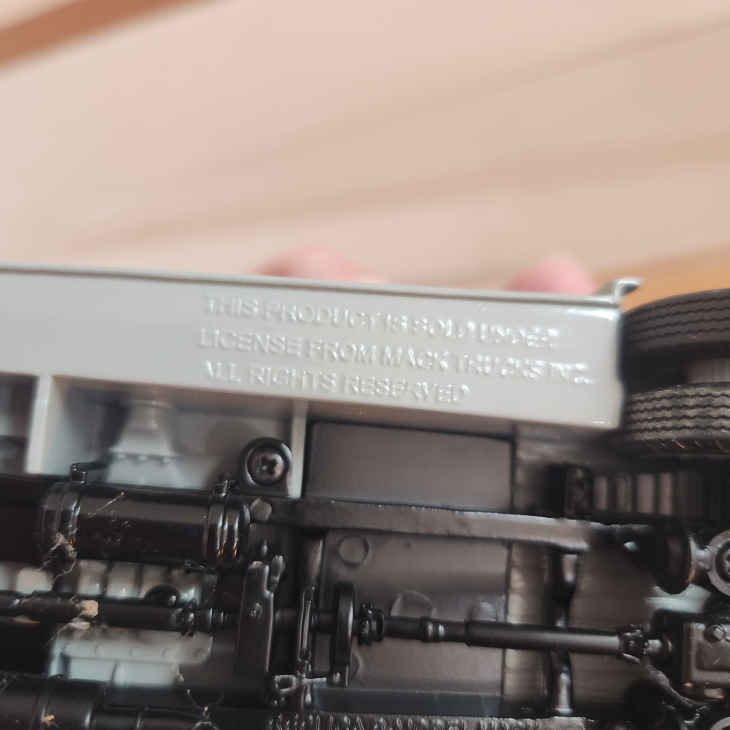 THIS PRODUCT IS SOLD UNDER
LICENSE FROM MACK TRUCKS INC.
ALL RIGHTS RESERVED